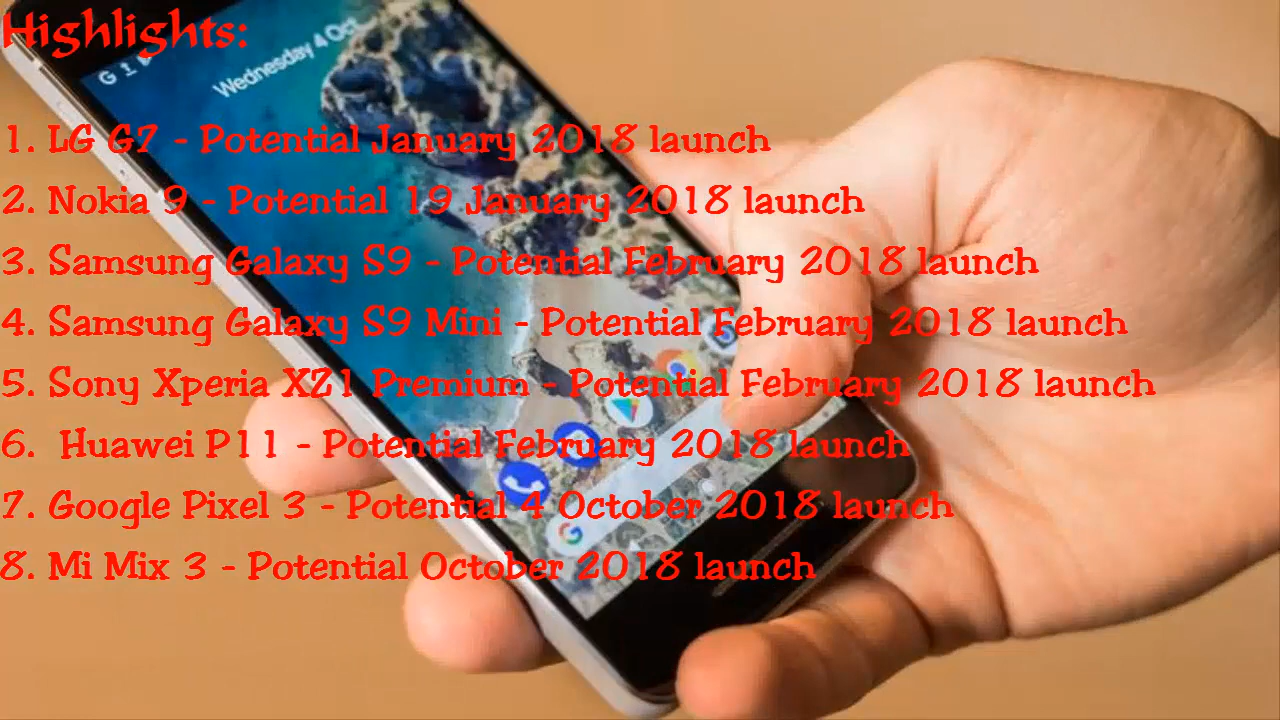 Highlights:
G 1
Wednesday 4 Oct
1. LG G7 - Potential January 2018 launch
2. Nokia 9 - Potential 19 January 2018 launch
3. Samsung Galaxy S9 - Potential February 2018 launch
4. Samsung Galaxy S9 Mini - Potential February 2018 launch
5. Sony Xperia XZ1 Premium - Potential February 2018 launch
6. Huawei P11 - Potential February 2018 launch
7. Google Pixel 3 - Potential 4 October 2018 launch
8. Mi Mix 3 - Potential October 2018 launch
G